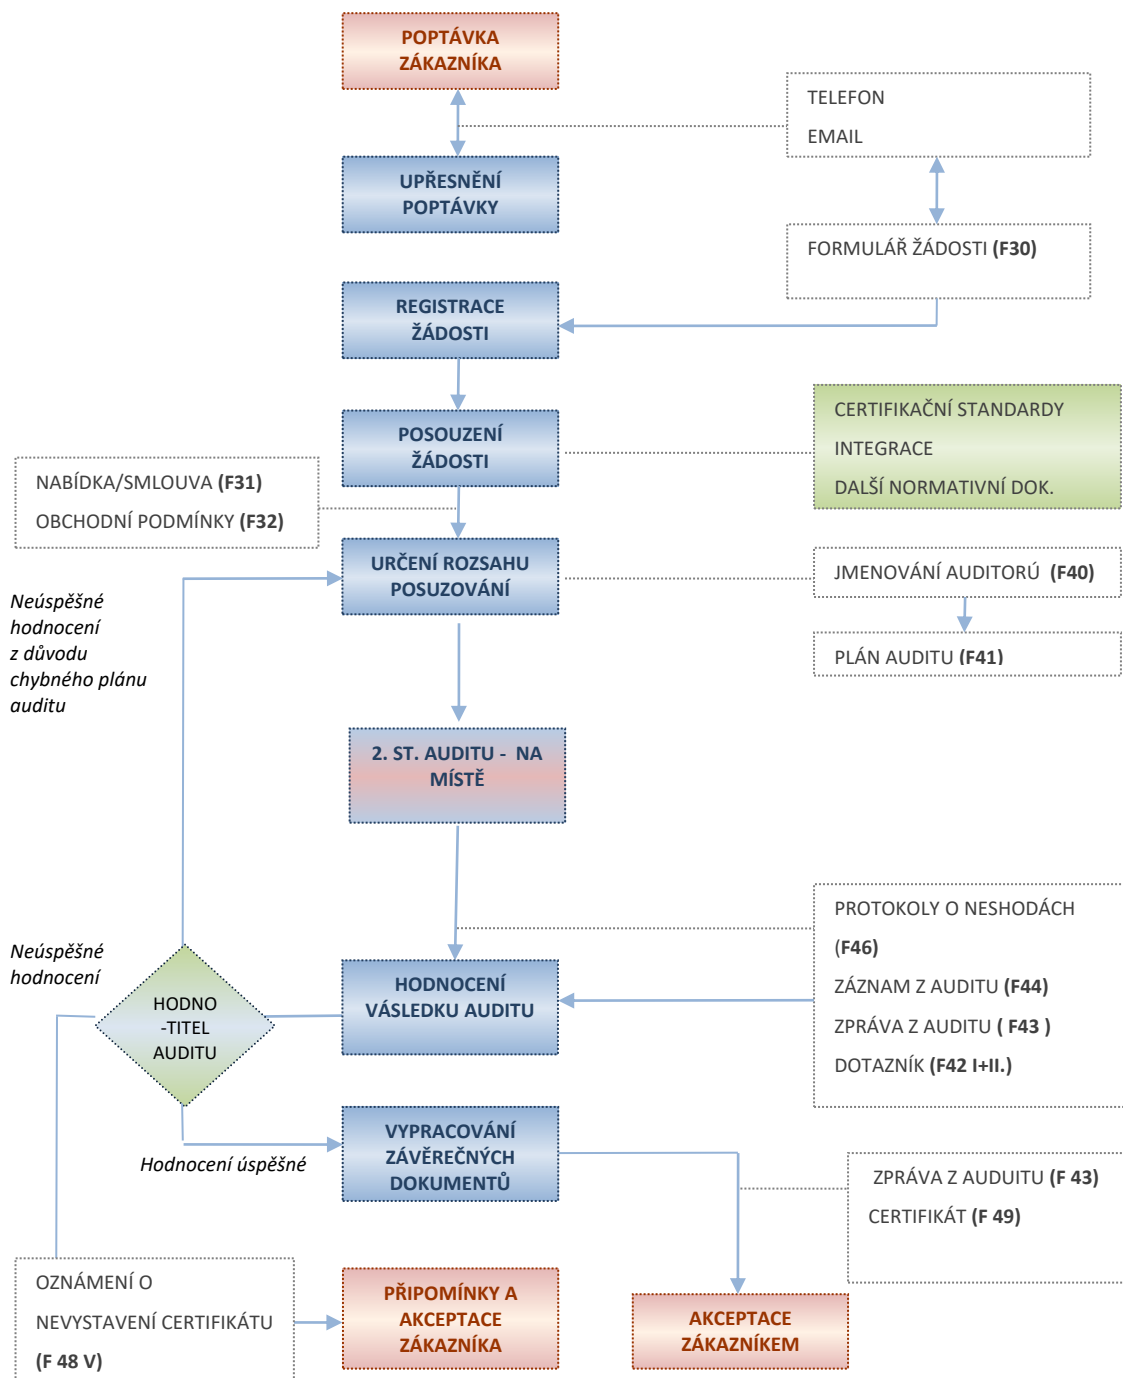 POPTÁVKA
ZÁKAZNÍKA
TELEFON
EMAIL
UPŘESNĚNÍ
POPTÁVKY
FORMULÁŘ ŽÁDOSTI (F30)
REGISTRACE
ŽÁDOSTI
CERTIFIKAČNÍ STANDARDY
INTEGRACE
DALŠÍ NORMATIVNÍ DOK.
POSOUZENÍ
ŽÁDOSTI
NABÍDKA/SMLOUVA (F31)
OBCHODNÍ PODMÍNKY (F32)
URČENÍ ROZSAHU
POSUZOVÁNÍ
JMENOVÁNÍ AUDITORÚ (F40)
PLÁN AUDITU (F41)
Neúspěšné
hodnocení
z důvodu
chybného plánu
auditu
2. ST. AUDITU - NA
MÍSTĚ
PROTOKOLY O NESHODÁCH
(F46)
ZÁZNAM Z AUDITU (F44)
ZPRÁVA Z AUDITU ( F43 )
DOTAZNÍK (F42 I+II.)
Neúspěšné
hodnocení
HODNOCENÍ
VÁSLEDKU AUDITU
HODNO
-TITEL
AUDITU
VYPRACOVÁNÍ
ZÁVĚREČNÝCH
DOKUMENTŮ
Hodnocení úspěšné
ZPRÁVA Z AUDUITU (F 43)
CERTIFIKÁT (F 49)
OZNÁMENÍ O
NEVYSTAVENÍ CERTIFIKÁTU
(F 48 V)
PŘIPOMÍNKY A
AKCEPTACE
ZÁKAZNÍKA
AKCEPTACE
ZÁKAZNÍKEM